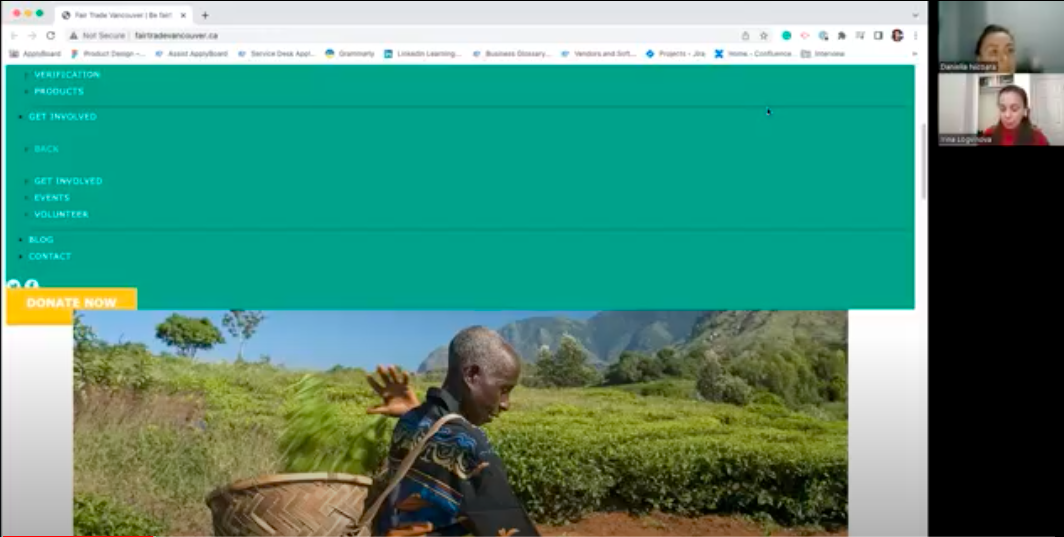 Fair Trade Vancouver | Be fair!
Not Secure | fairtradevancouver.ca
ApplyBoard
Product Design –...
Assist ApplyBoard
Service Desk Appl...
Grammarly
LinkedIn Learning...
Business Glossary...
Vendors and Soft...
Projects - Jira
Home - Confluence...
Interview
VERIFICATION
PRODUCTS
GET INVOLVED
BACK
GET INVOLVED
EVENTS
VOLUNTEER
BLOG
CONTACT
DONATE NOW
Irina Loginova